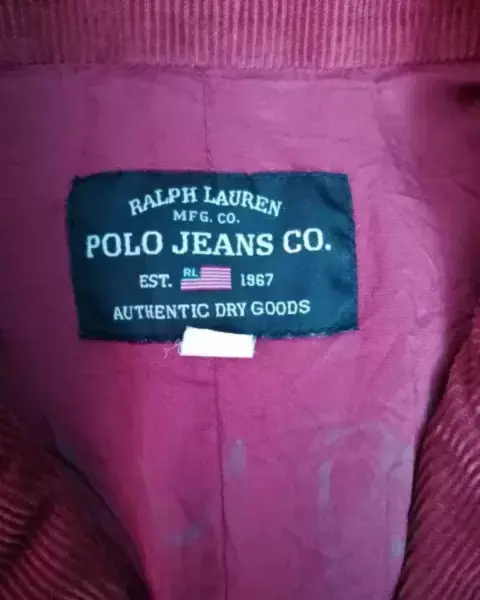 RALPH LAUREN
MFG. CO.
POLO JEANS CO.
EST. RL 1967
AUTHENTIC DRY GOODS